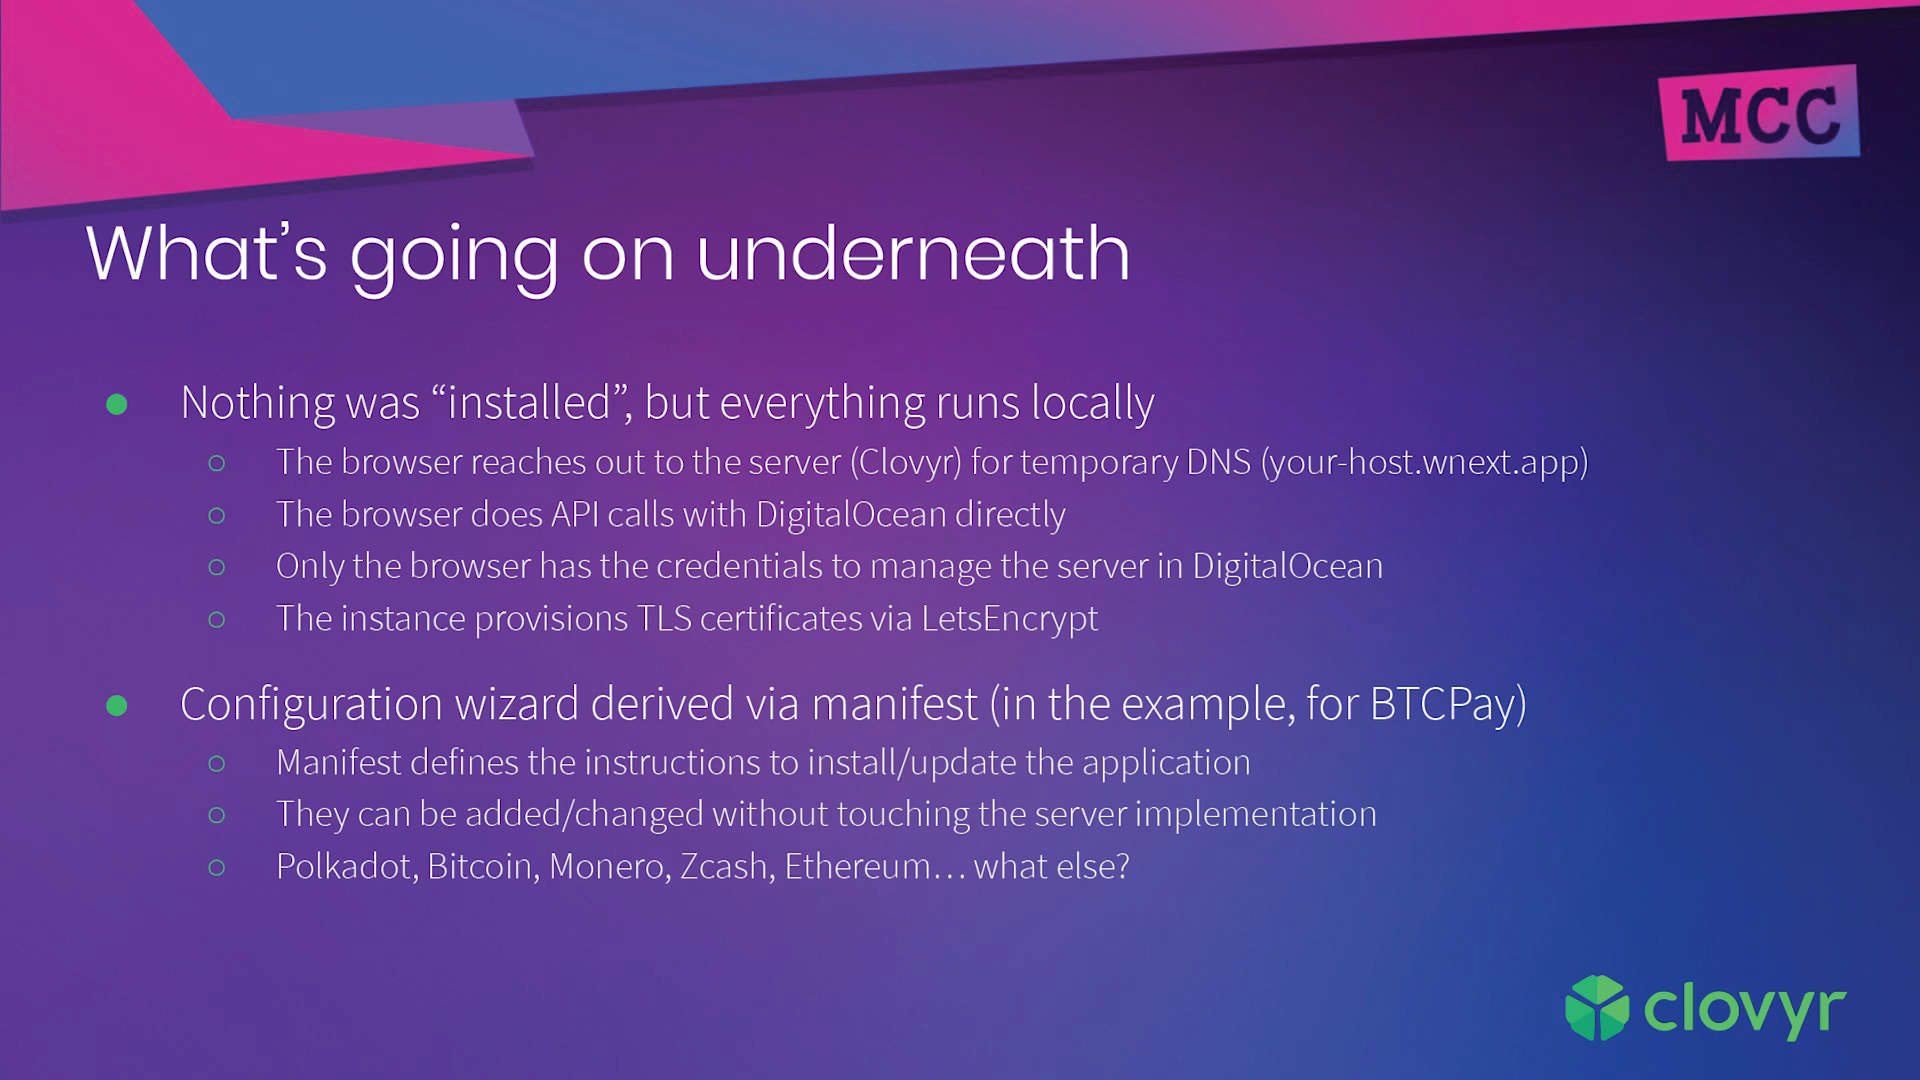 MCC
What’s going on underneath
● Nothing was “installed”, but everything runs locally
○ The browser reaches out to the server (Clovyr) for temporary DNS (your-host.wnext.app)
○ The browser does API calls with DigitalOcean directly
○ Only the browser has the credentials to manage the server in DigitalOcean
○ The instance provisions TLS certificates via LetsEncrypt
● Configuration wizard derived via manifest (in the example, for BTCPay)
○ Manifest defines the instructions to install/update the application
○ They can be added/changed without touching the server implementation
○ Polkadot, Bitcoin, Monero, Zcash, Ethereum… what else?
clovyr